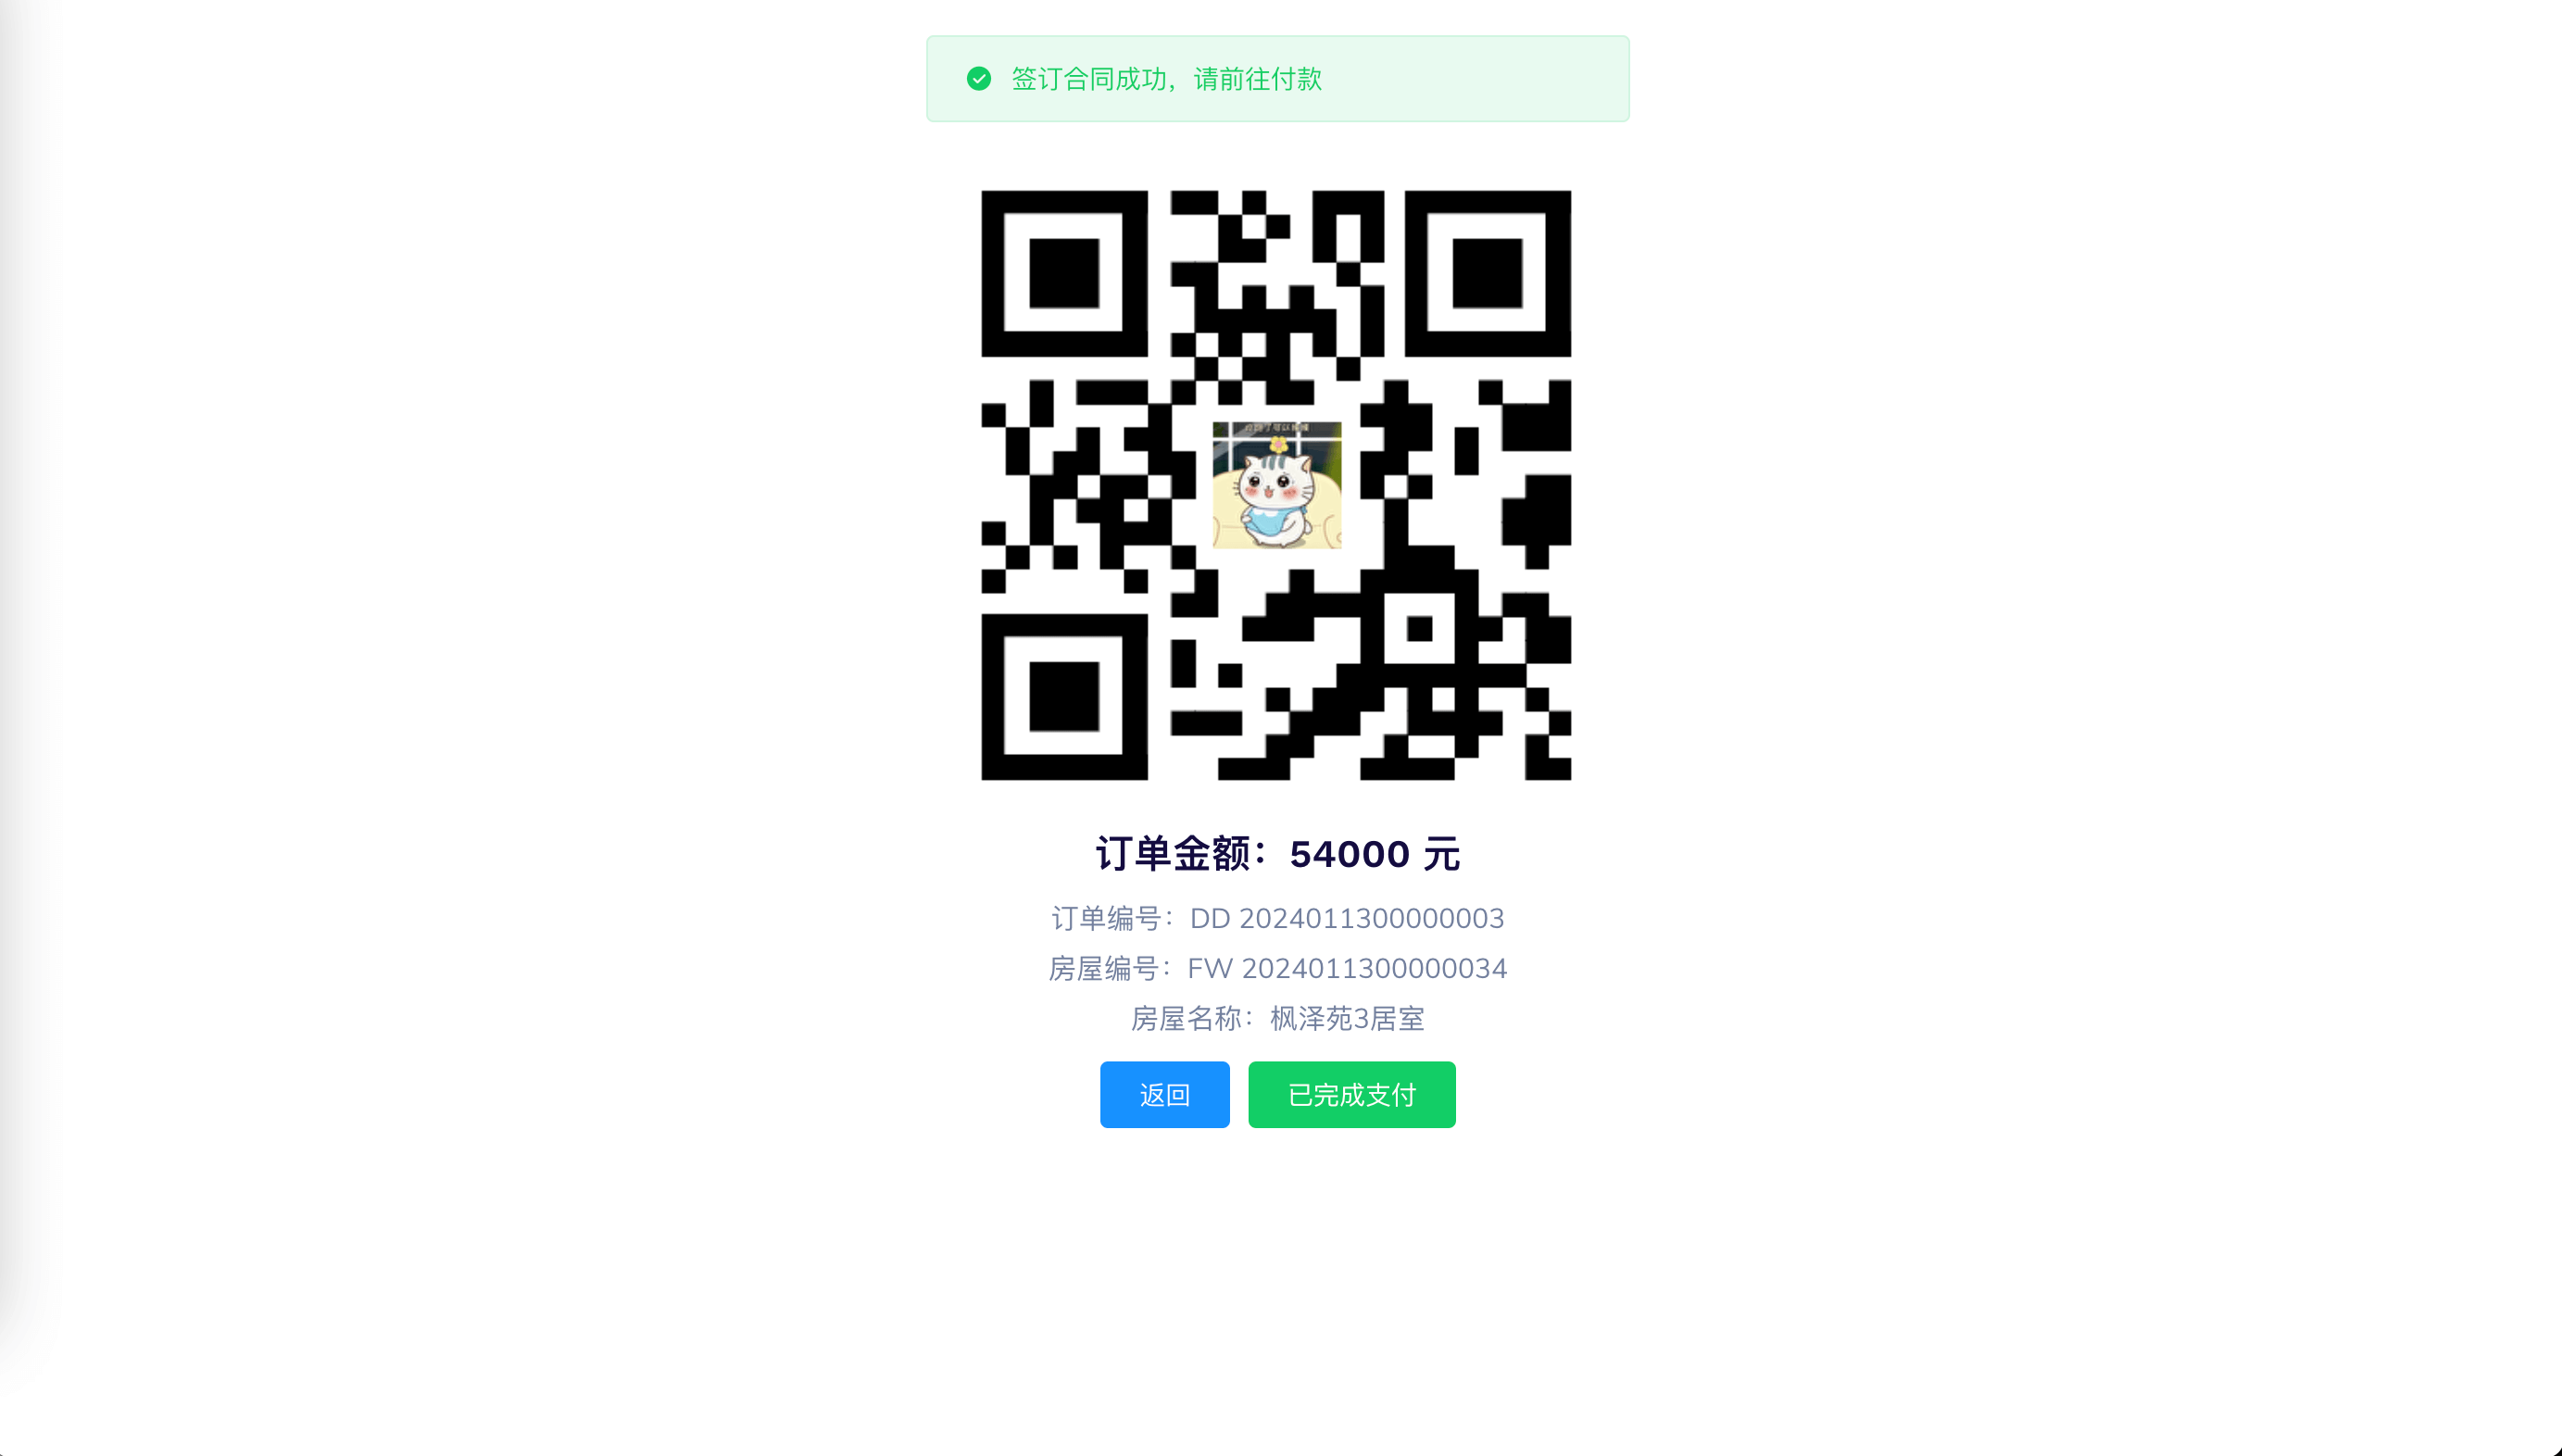 签订合同成功，请前往付款
订单金额：54000 元
订单编号：DD 2024011300000003
房屋编号：FW 2024011300000034
房屋名称：枫泽苑3居室
返回
已完成支付